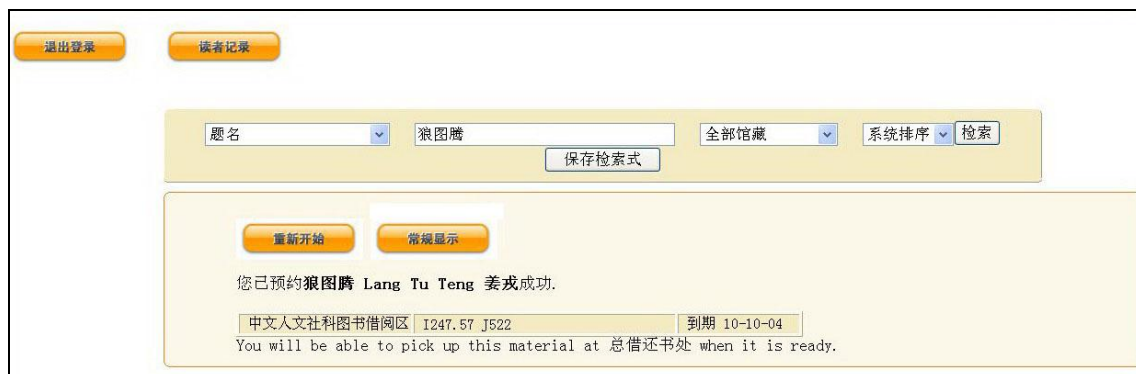 退出登录 读者记录
题名 狼图腾 全部馆藏 系统排序 检索
保存检索式
重新开始 常规显示
您已预约狼图腾 Lang Tu Teng 姜戎成功.
中文人文社科图书借阅区 I247.57 J522 到期 10-10-04
You will be able to pick up this material at 总借还书处 when it is ready.